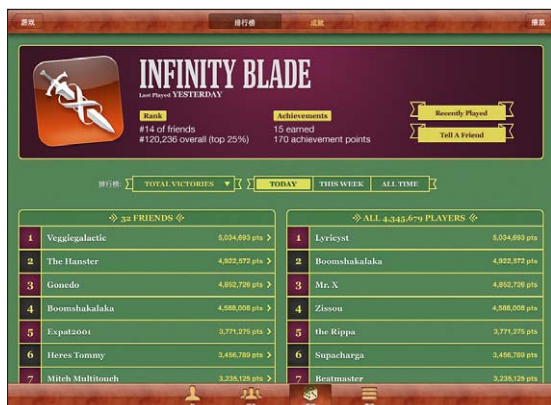 游戏
排行榜
成就
INFINITY BLADE
Last Played YESTERDAY
Rank
#14 of friends
#120,236 overall (top 25%)
Achievements
15 earned
170 achievement points
Recently Played
Tell A Friend
排行榜:
TOTAL VICTORIES
TODAY
THIS WEEK
ALL TIME
32 FRIENDS
1 Veggiegalactic 5,034,693 pts
2 The Hanster 4,922,572 pts
3 Gonedo 4,852,726 pts
4 Boomshakalaka 4,588,008 pts
5 Expat2001 3,771,275 pts
6 Heres Tommy 3,456,789 pts
7 Mitch Multitouch 3,235,125 pts
ALL 4,345,679 PLAYERS
1 Lyricyst 5,034,693 pts
2 Boomshakalaka 4,922,572 pts
3 Mr. X 4,852,726 pts
4 Zissou 4,588,008 pts
5 the Rippa 3,771,275 pts
6 Supacharga 3,456,789 pts
7 Beatmaster 3,235,125 pts